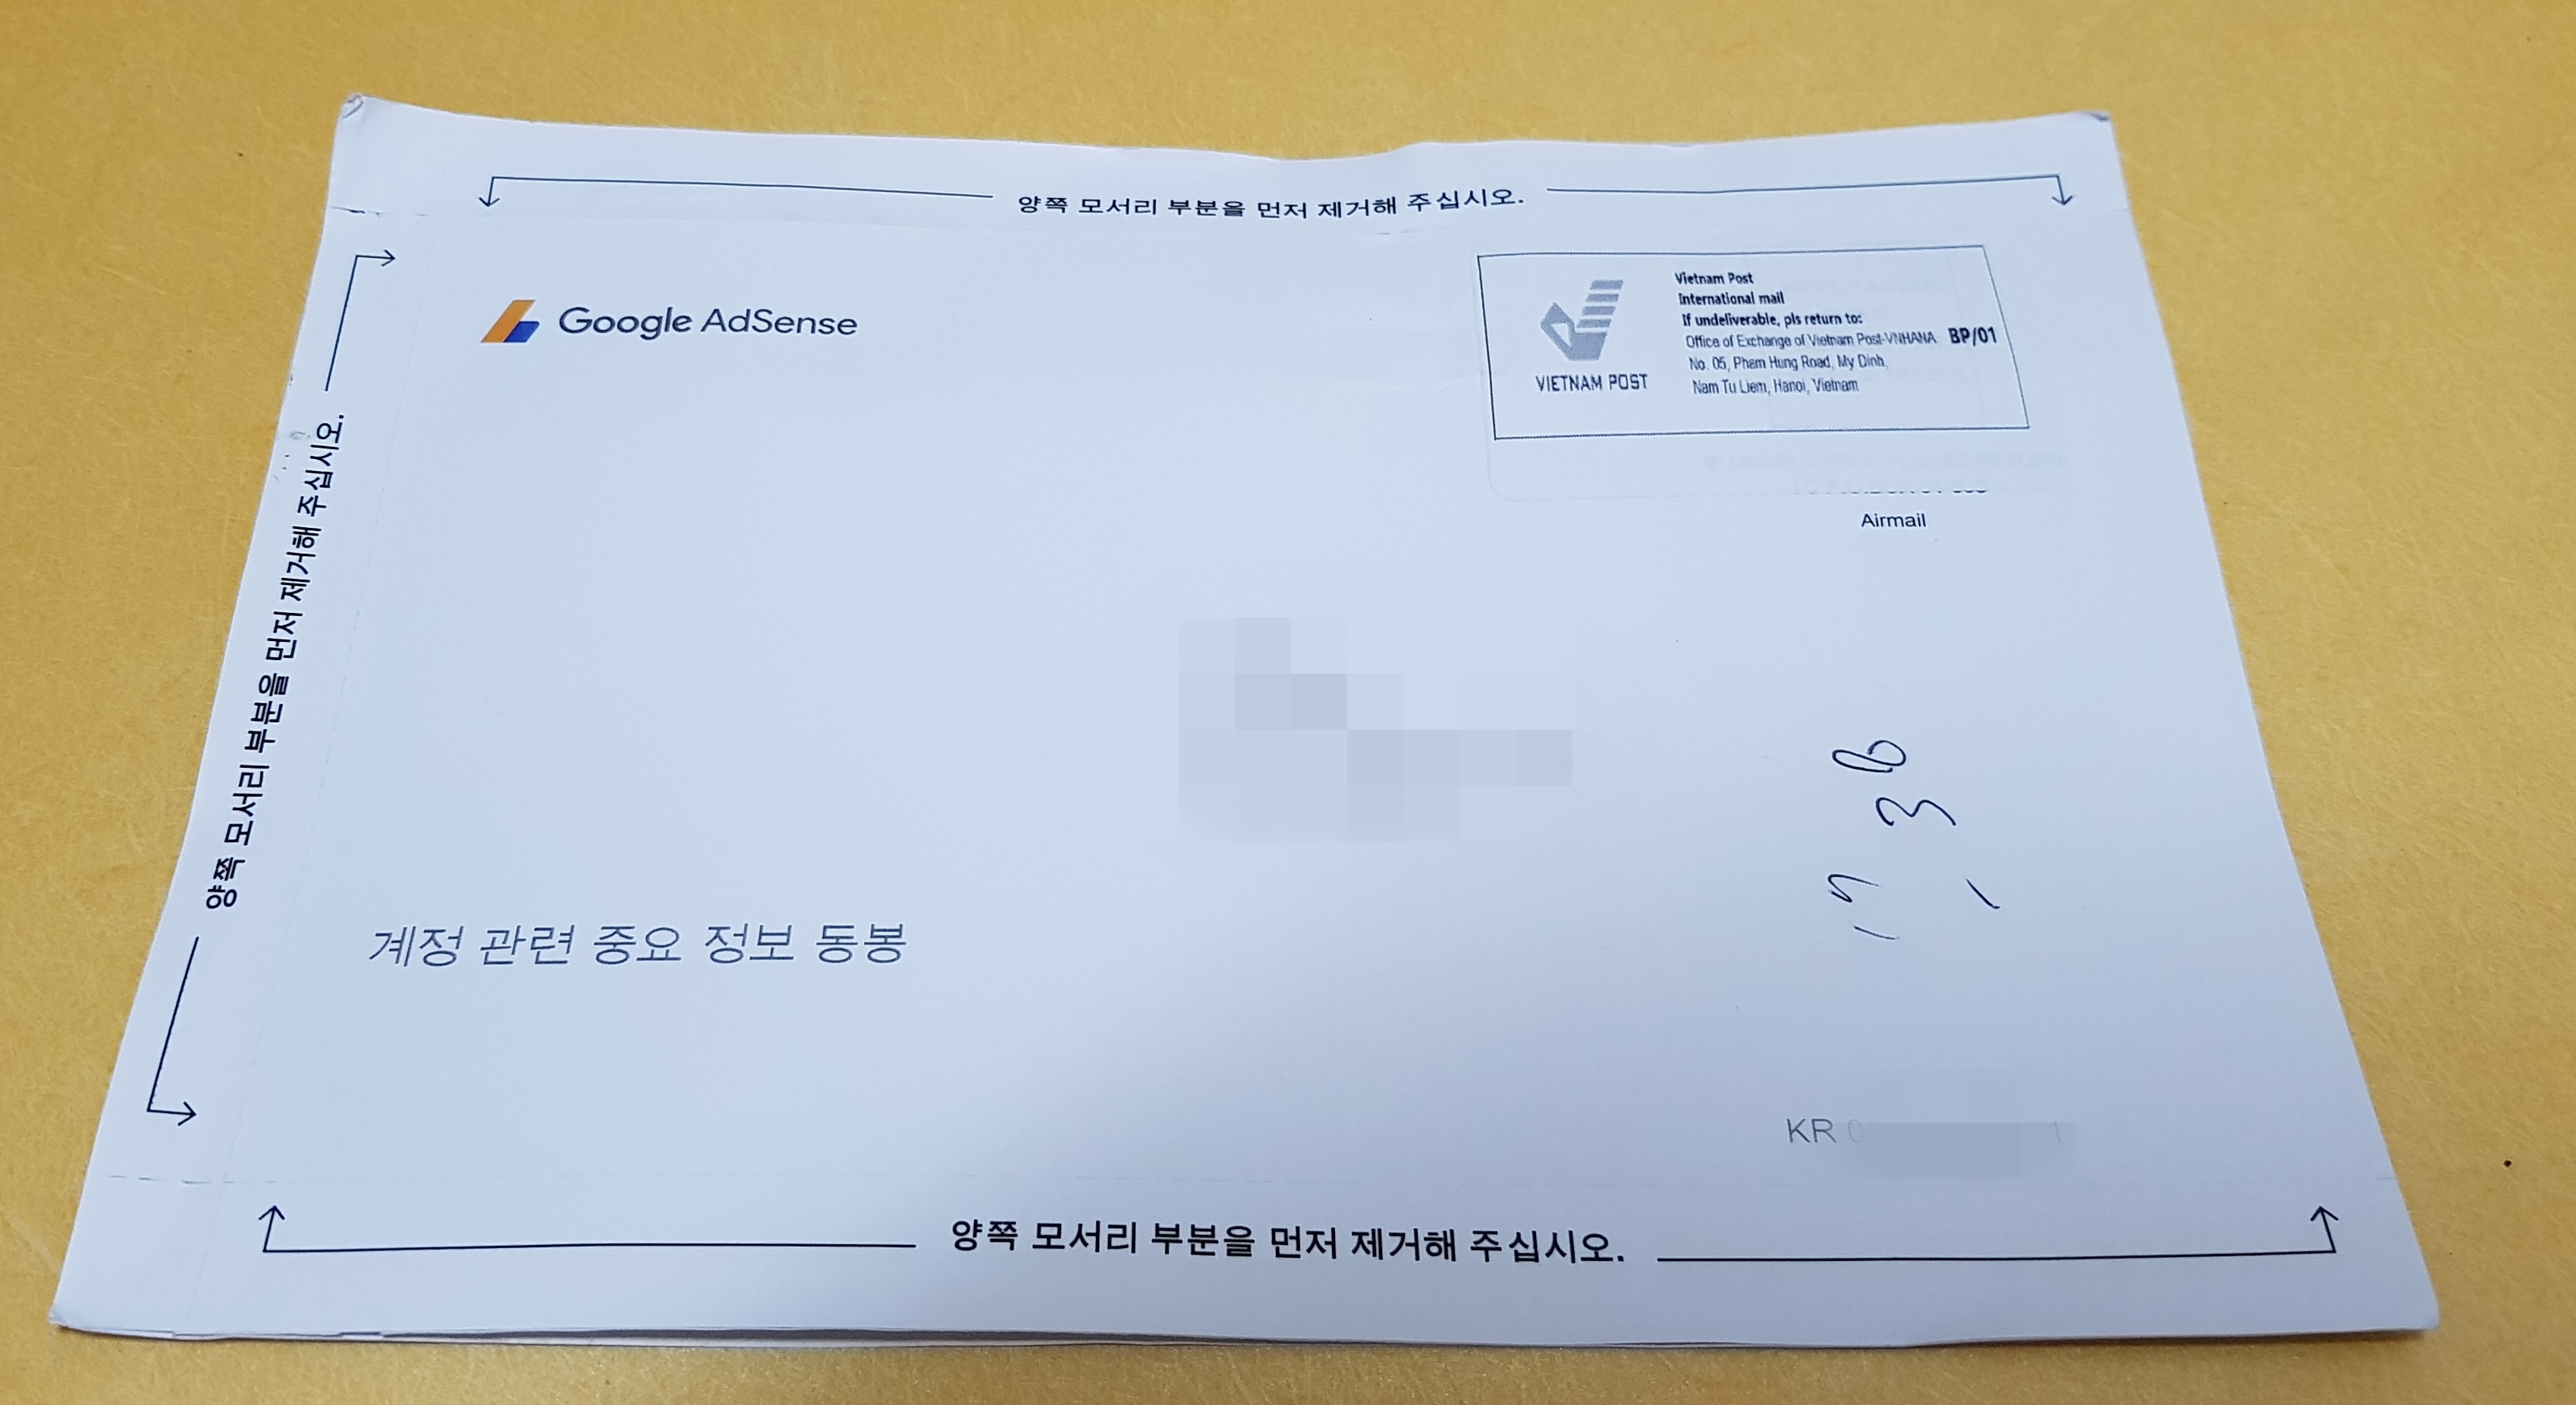 양쪽 모서리 부분을 먼저 제거해 주십시오.
Google AdSense
VIETNAM POST
Vietnam Post
International mail
If undeliverable, pls return to:
Office of Exchange of Vietnam Post-VNHANA BP/01
No. 05, Pham Hung Road, My Dinh,
Nam Tu Liem, Hanoi, Vietnam
Airmail
양쪽 모서리 부분을 먼저 제거해 주십시오.
계정 관련 중요 정보 동봉
KR
양쪽 모서리 부분을 먼저 제거해 주십시오.